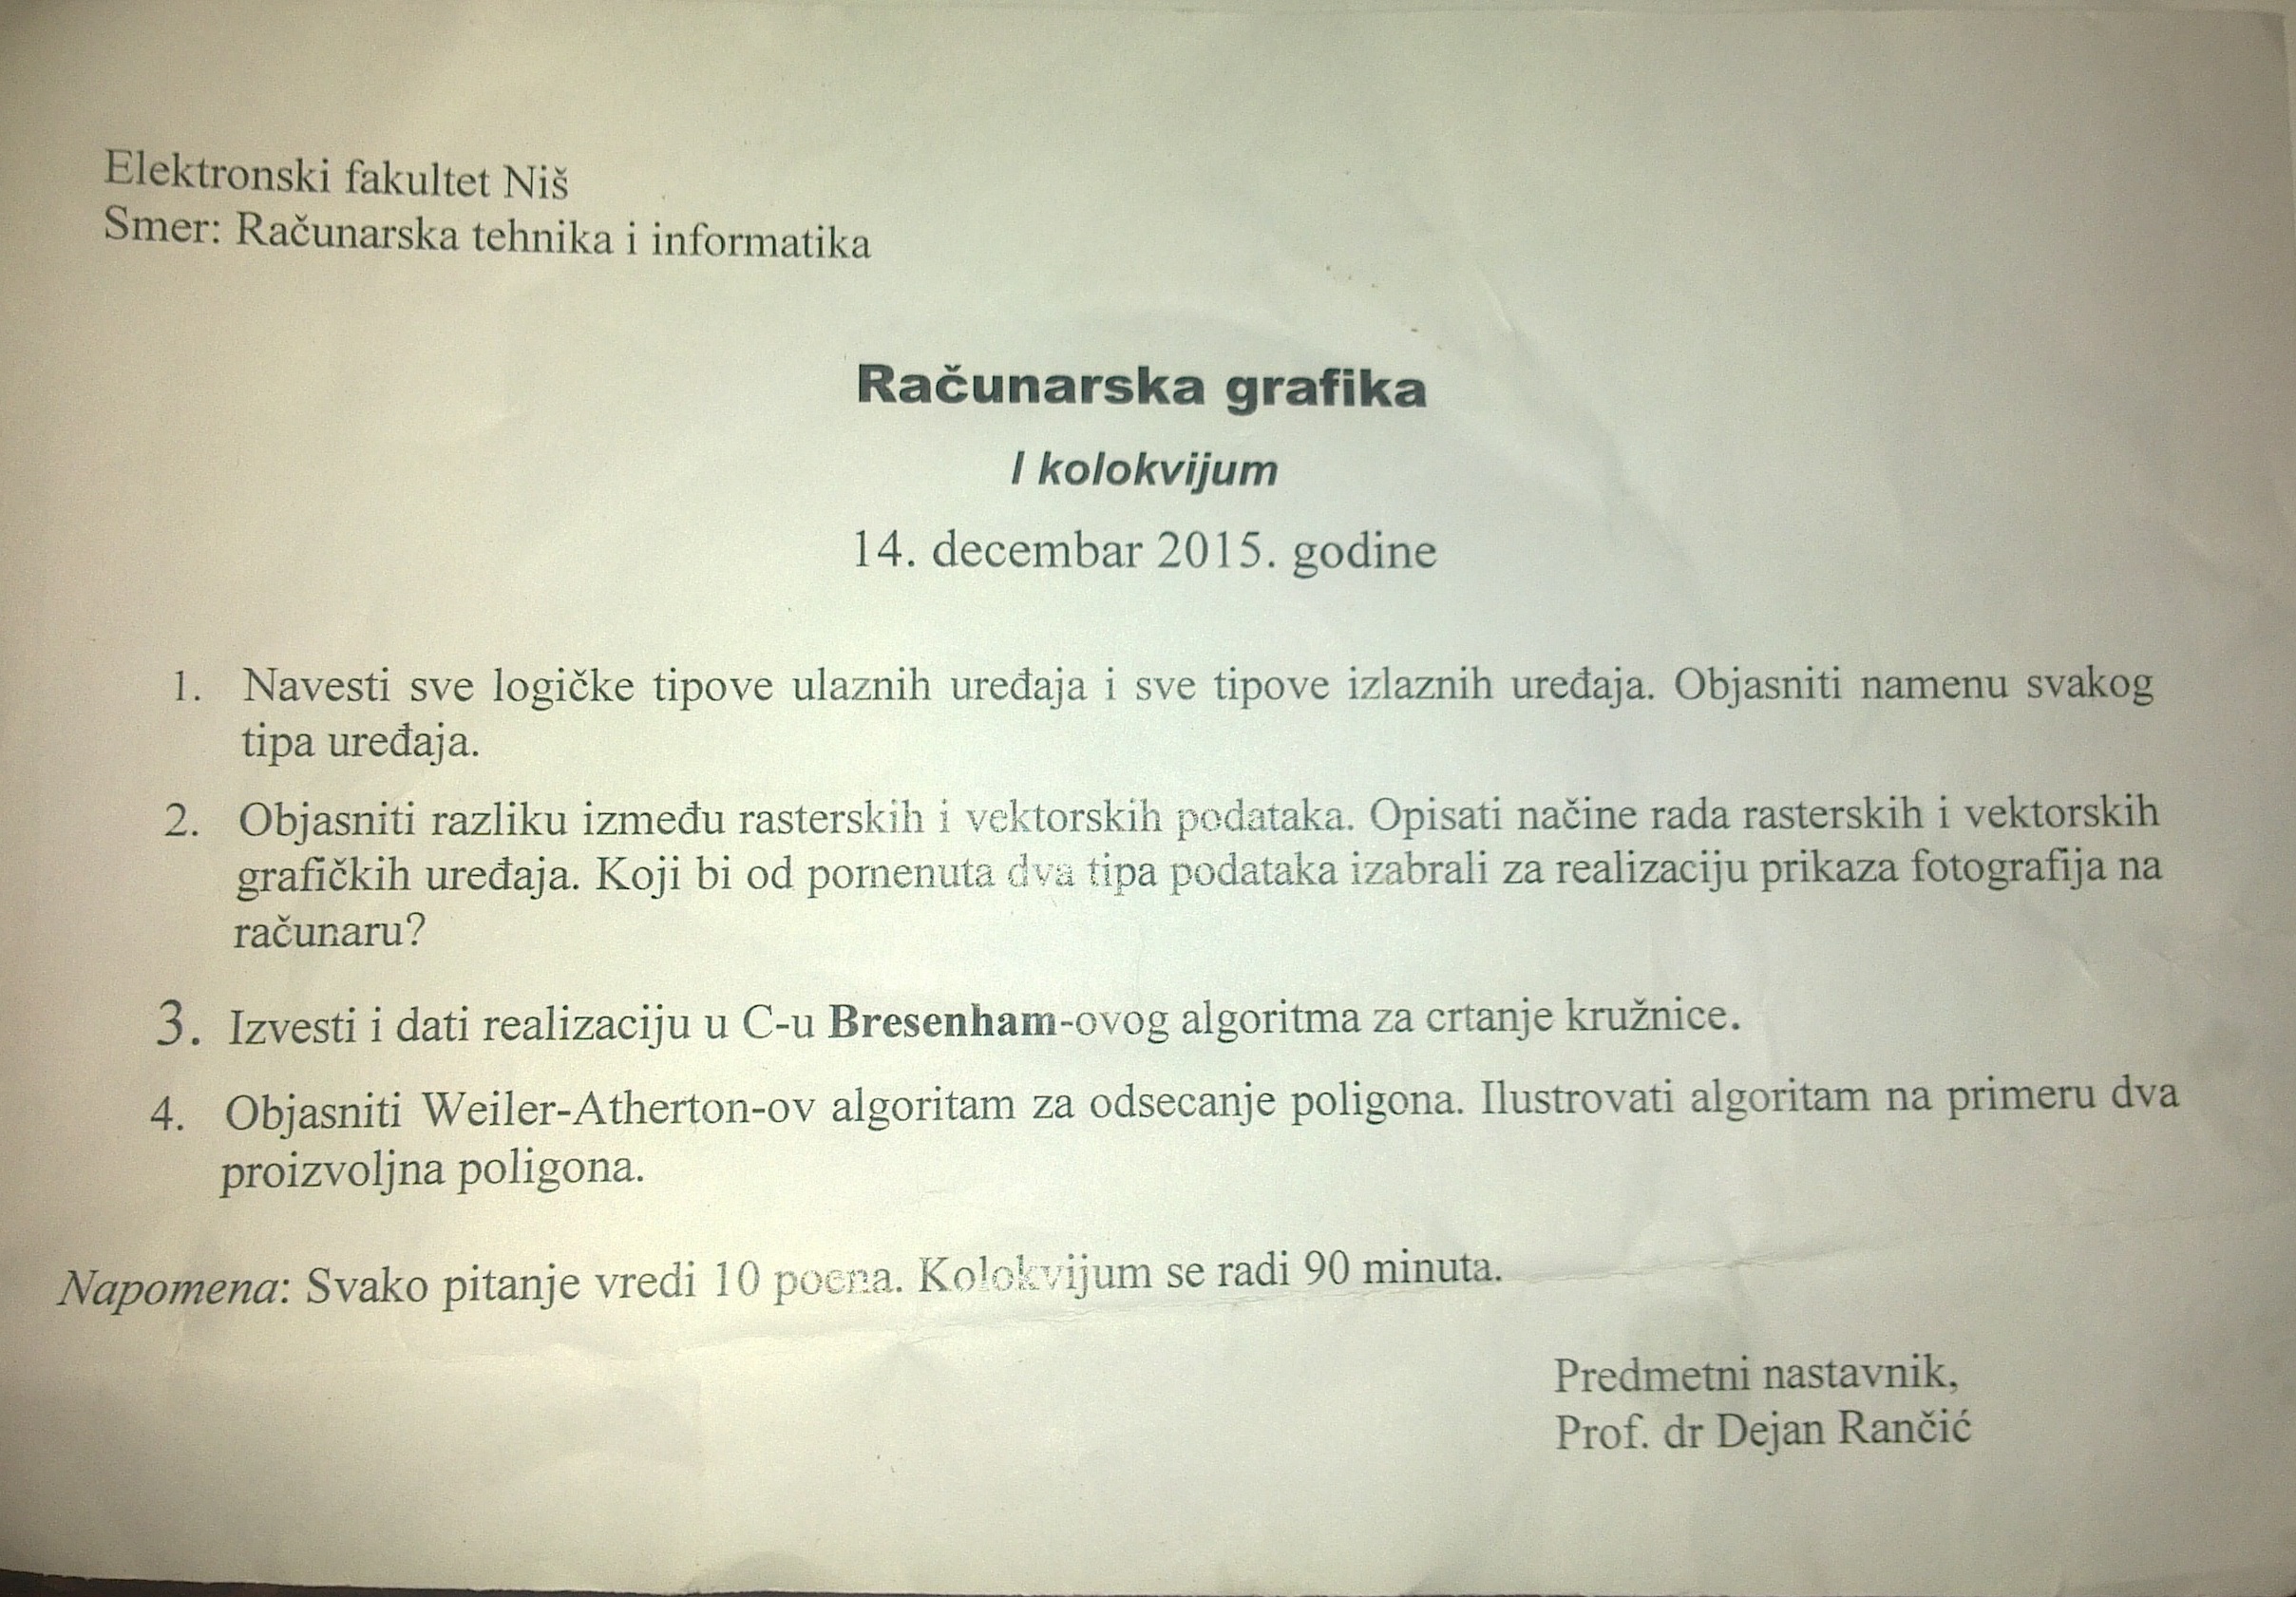 Elektronski fakultet Niš
Smer: Računarska tehnika i informatika
Računarska grafika
I kolokvijum
14. decembar 2015. godine
1. Navesti sve logičke tipove ulaznih uređaja i sve tipove izlaznih uređaja. Objasniti namenu svakog
tipa uređaja.
2. Objasniti razliku između rasterskih i vektorskih podataka. Opisati načine rada rasterskih i vektorskih
grafičkih uređaja. Koji bi od pomenuta dva tipa podataka izabrali za realizaciju prikaza fotografija na
računaru?
3. Izvesti i dati realizaciju u C-u Bresenham-ovog algoritma za crtanje kružnice.
4. Objasniti Weiler-Atherton-ov algoritam za odsecanje poligona. Ilustrovati algoritam na primeru dva
proizvoljna poligona.
Napomena: Svako pitanje vredi 10 poena. Kolokvijum se radi 90 minuta.
Predmetni nastavnik,
Prof. dr Dejan Rančić